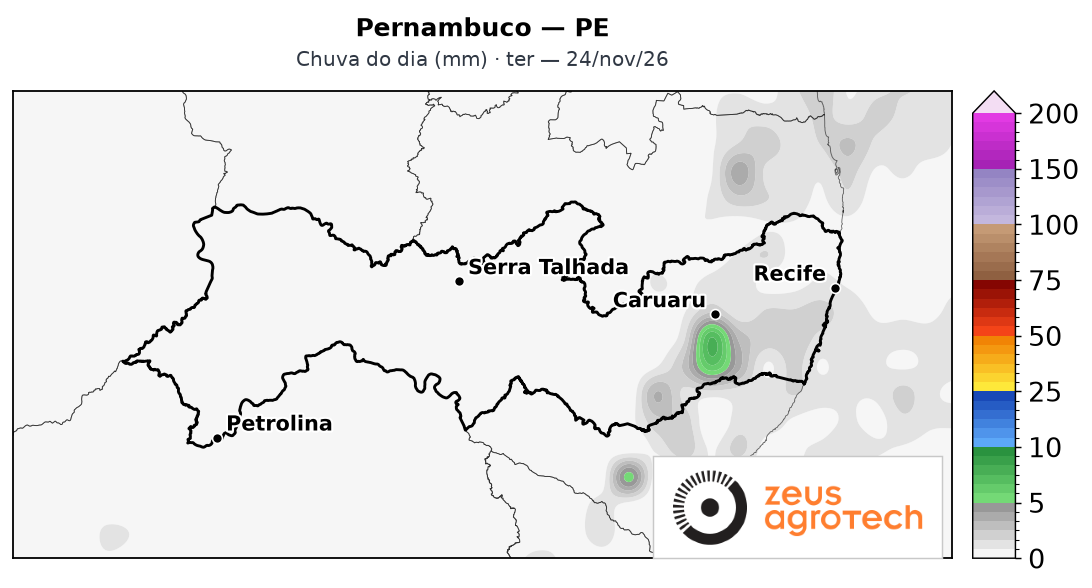 Pernambuco — PE
Chuva do dia (mm) · ter — 24/nov/26
200
150
100
75
50
25
10
5
0
Serra Talhada
Recife
Caruaru
Petrolina
zeus
agrotech